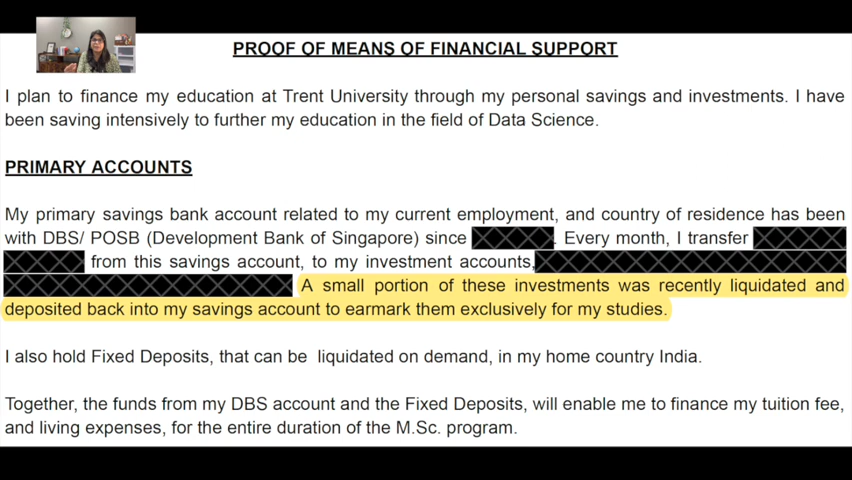 PROOF OF MEANS OF FINANCIAL SUPPORT
I plan to finance my education at Trent University through my personal savings and investments. I have
been saving intensively to further my education in the field of Data Science.
PRIMARY ACCOUNTS
My primary savings bank account related to my current employment, and country of residence has been
with DBS/ POSB (Development Bank of Singapore) since . Every month, I transfer
from this savings account, to my investment accounts,
A small portion of these investments was recently liquidated and
deposited back into my savings account to earmark them exclusively for my studies.
I also hold Fixed Deposits, that can be liquidated on demand, in my home country India.
Together, the funds from my DBS account and the Fixed Deposits, will enable me to finance my tuition fee,
and living expenses, for the entire duration of the M.Sc. program.